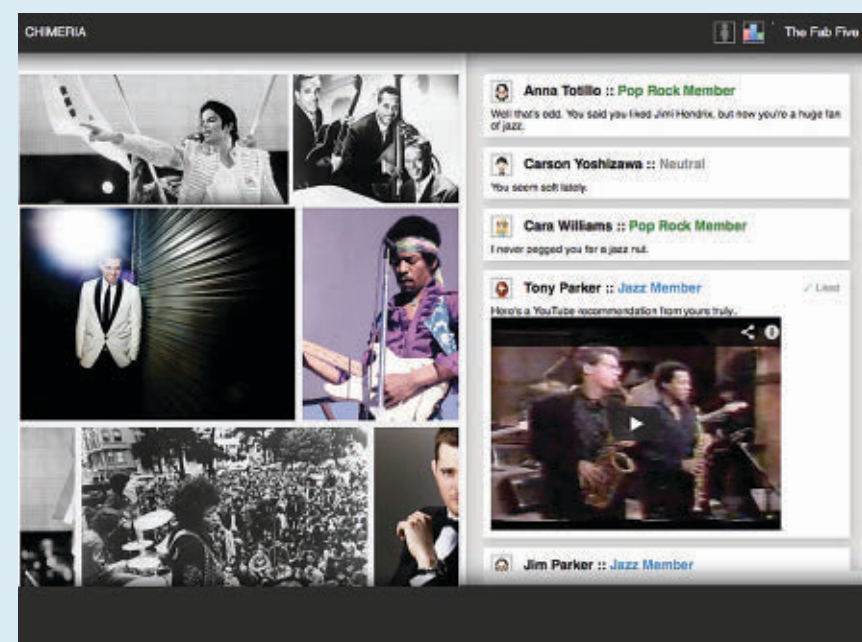 CHIMERIA
The Fab Five
Anna Totillo :: Pop Rock Member
Well that's odd. You said you liked Jimi Hendrix, but now you're a huge fan
of jazz.
Carson Yoshizawa :: Neutral
You seem soft lately.
Cara Williams :: Pop Rock Member
I never pegged you for a jazz nut.
Tony Parker :: Jazz Member
✓ Liked
Here's a YouTube recommendation from yours truly.
Jim Parker :: Jazz Member